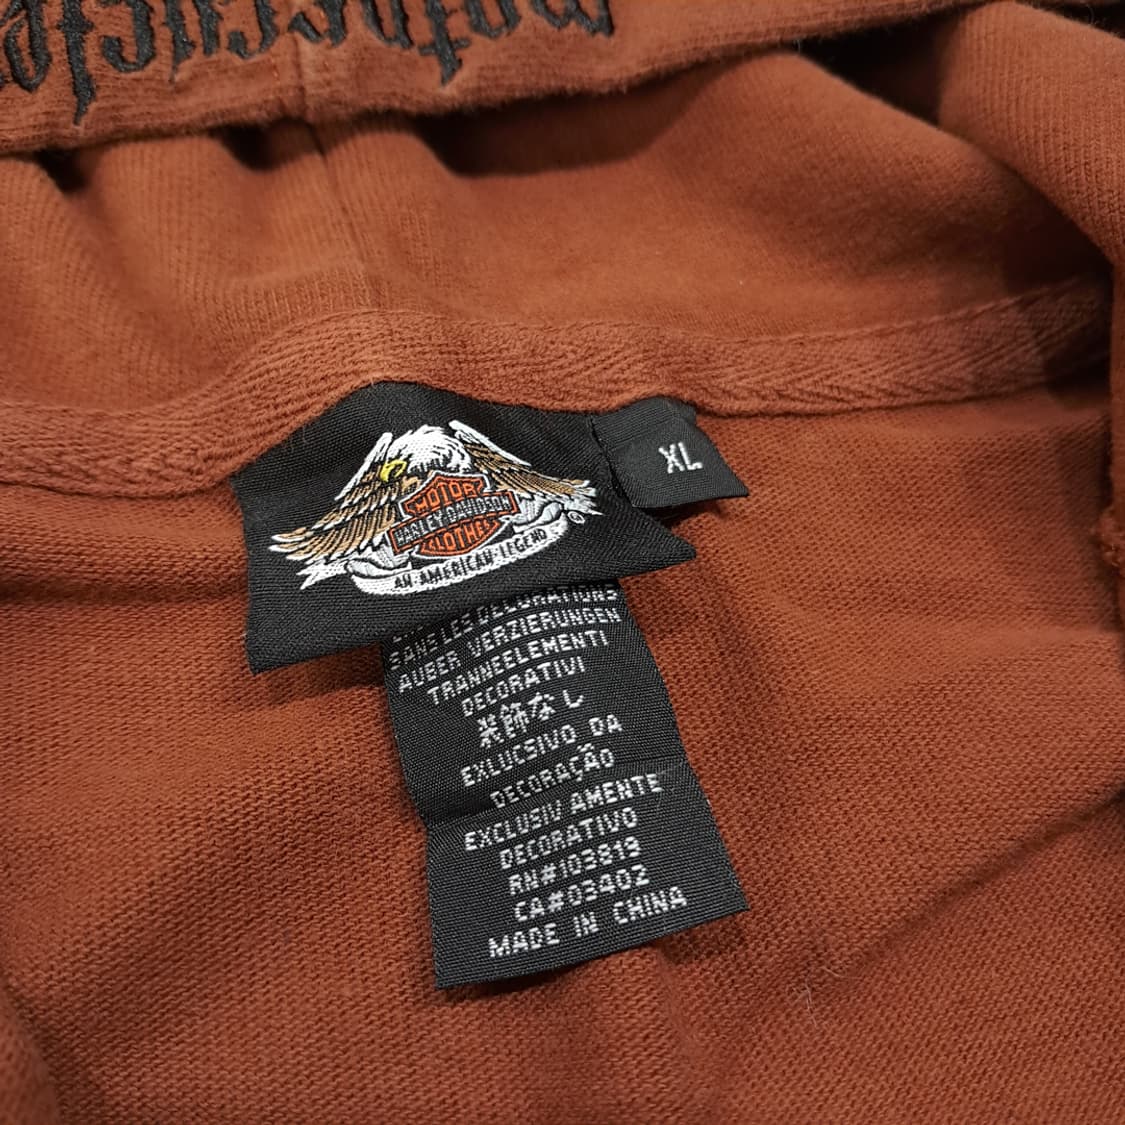 MOTOR
HARLEY-DAVIDSON
CLOTHES
®
AN·AMERICAN·LEGEND
XL
SANS LES DECORATIONS
AUBER VERZIERUNGEN
TRANNEELEMENTI
DECORATIVI
装飾なし
EXLUCSIVO DA
DECORAÇÃO
EXCLUSIV AMENTE
DECORATIVO
RN#103819
CA#03402
MADE IN CHINA